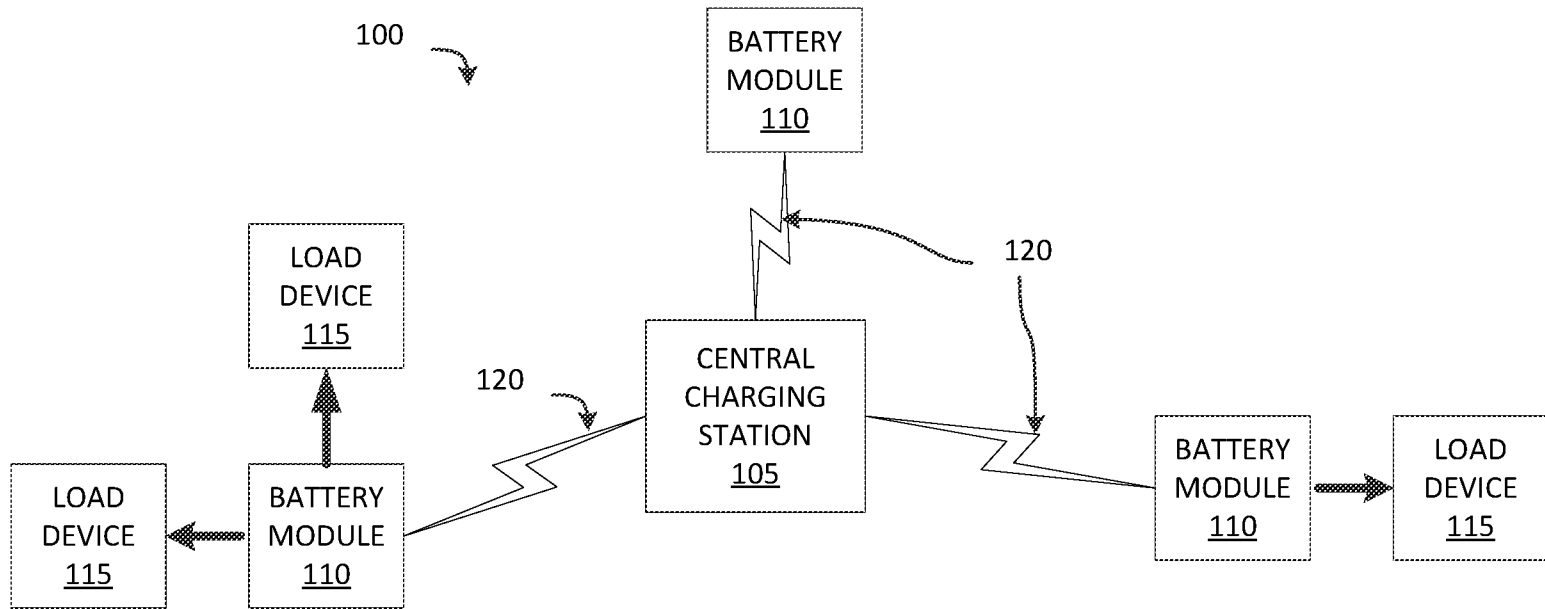 100
BATTERY
MODULE
110
LOAD
DEVICE
115
120
CENTRAL
CHARGING
STATION
105
120
LOAD
DEVICE
115
BATTERY
MODULE
110
BATTERY
MODULE
110
LOAD
DEVICE
115